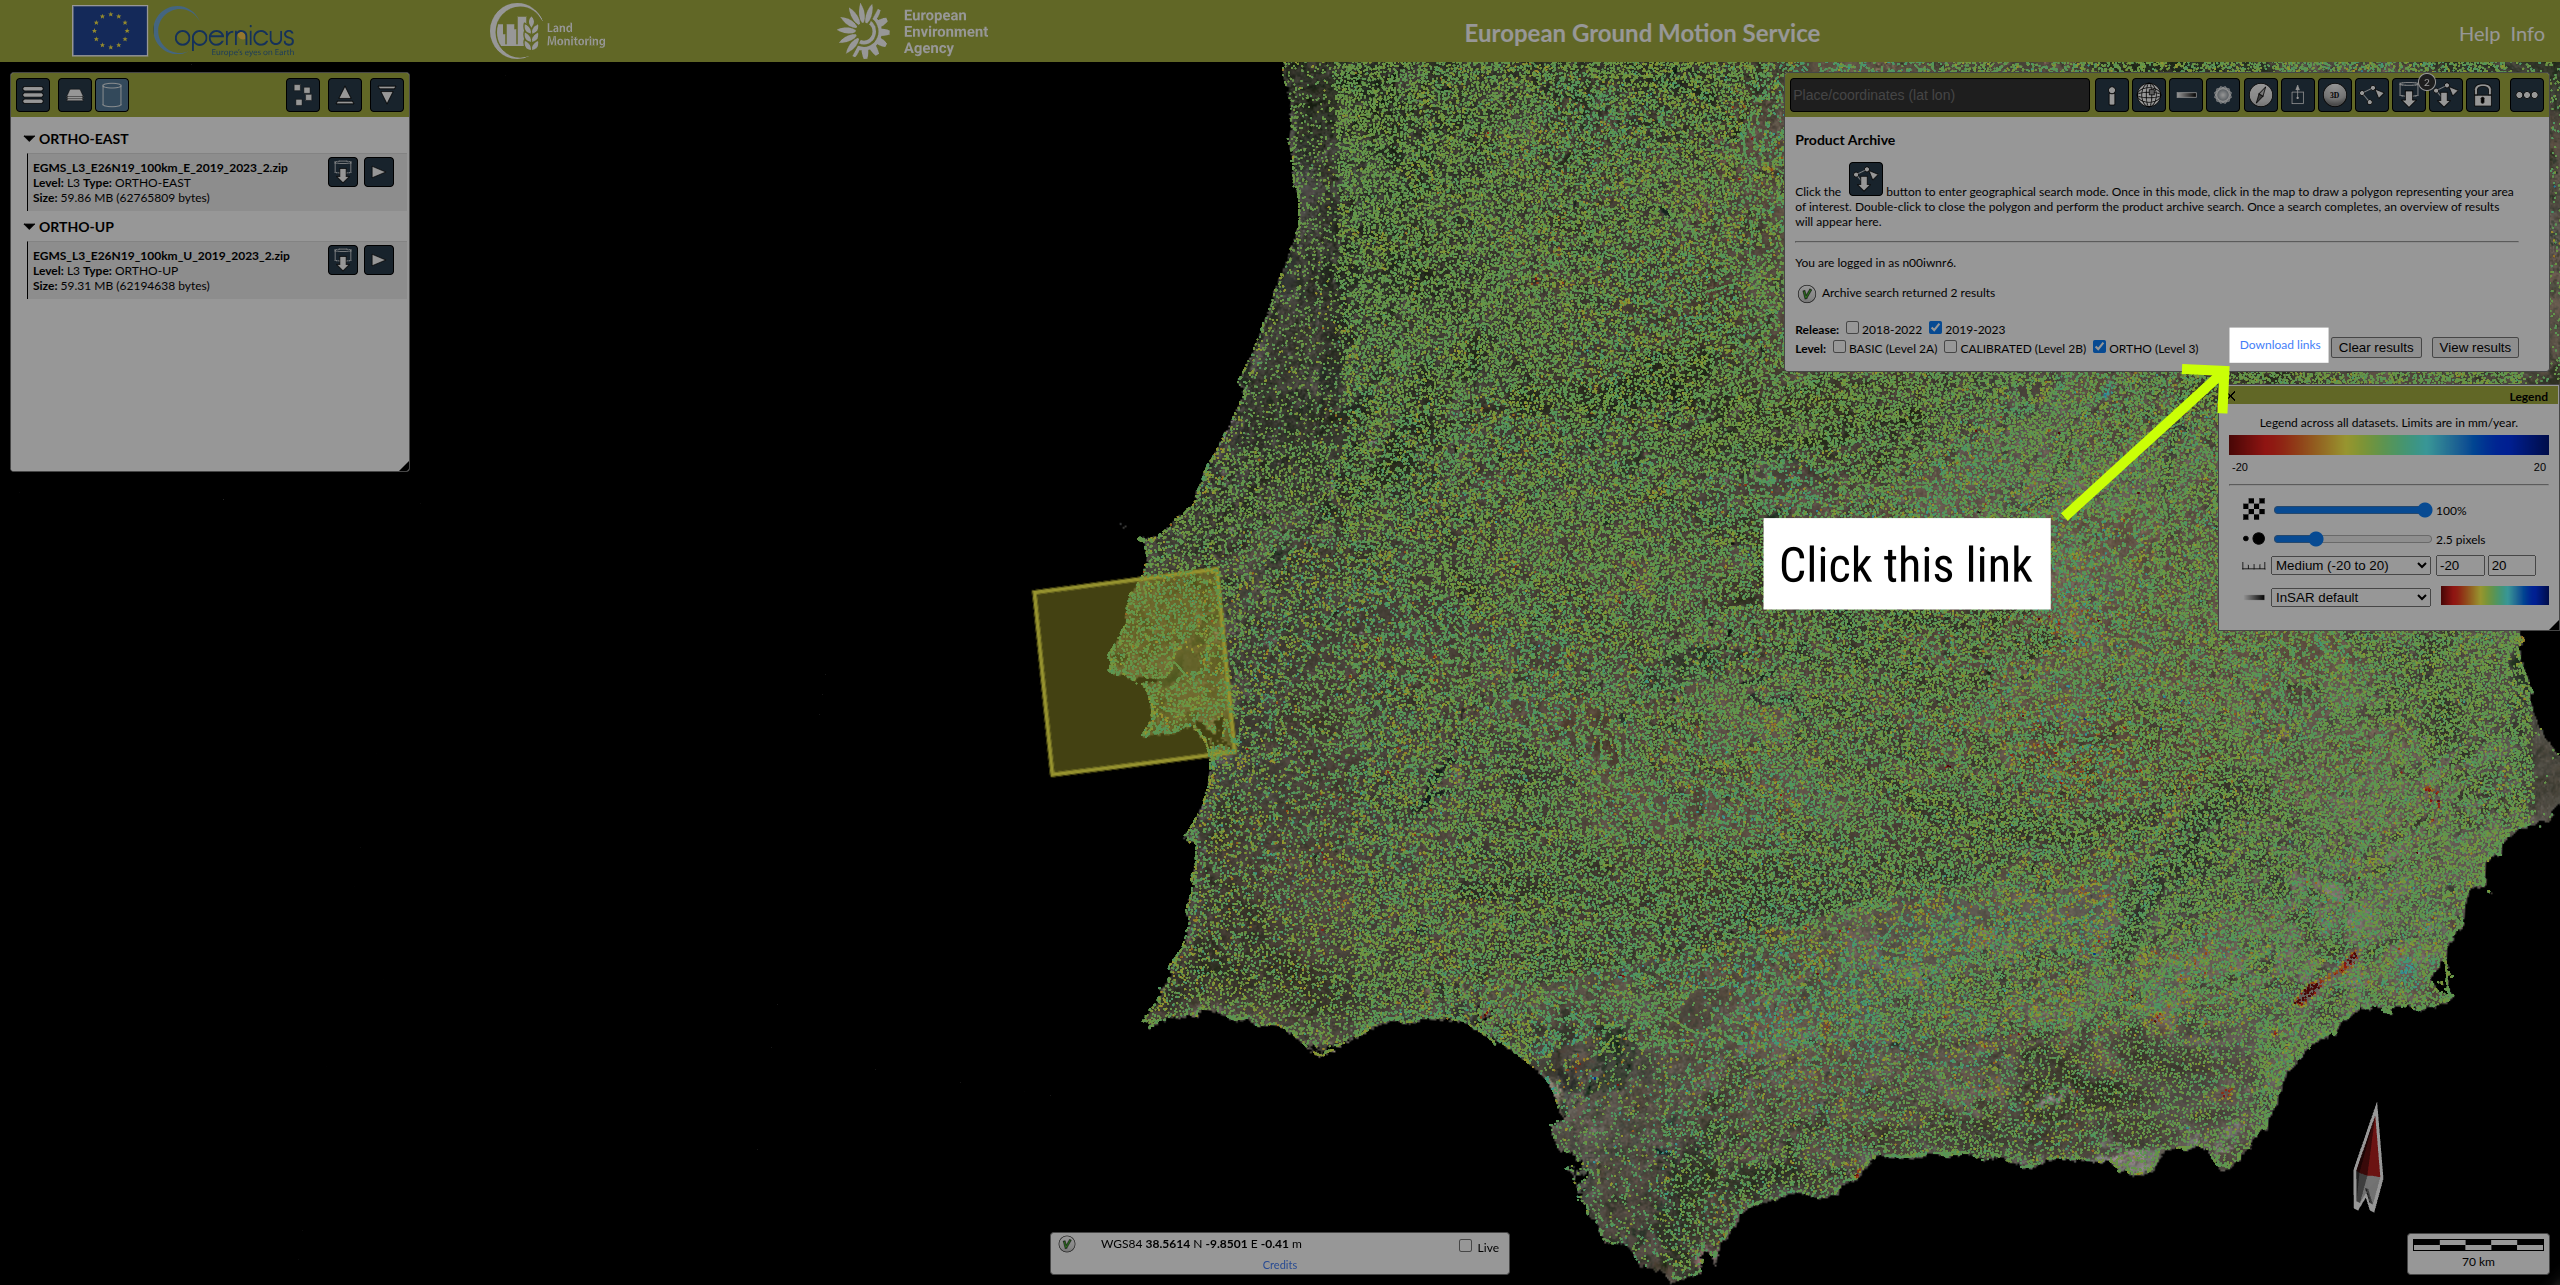 opernicus
Europe's eyes on Earth
Land
Monitoring
European
Environment
Agency
European Ground Motion Service
Help Info
ORTHO-EAST
EGMS_L3_E26N19_100km_E_2019_2023_2.zip
Level: L3 Type: ORTHO-EAST
Size: 59.86 MB (62765809 bytes)
ORTHO-UP
EGMS_L3_E26N19_100km_U_2019_2023_2.zip
Level: L3 Type: ORTHO-UP
Size: 59.31 MB (62194638 bytes)
Place/coordinates (lat lon)
3D
2
Product Archive
Click the button to enter geographical search mode. Once in this mode, click in the map to draw a polygon representing your area
of interest. Double-click to close the polygon and perform the product archive search. Once a search completes, an overview of results
will appear here.
You are logged in as n00iwnr6.
Archive search returned 2 results
Release: 2018-2022 2019-2023
Level: BASIC (Level 2A) CALIBRATED (Level 2B) ORTHO (Level 3)
Download links
Clear results
View results
Legend
Legend across all datasets. Limits are in mm/year.
-20 20
100%
2.5 pixels
Medium (-20 to 20) -20 20
InSAR default
Click this link
WGS84 38.5614 N -9.8501 E -0.41 m
Live
Credits
70 km